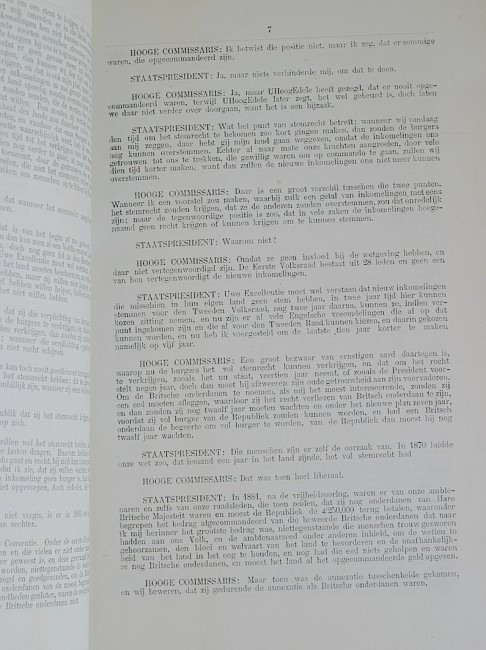 7
HOOGE COMMISSARIS: Ik betwist die positie niet, maar ik zeg, dat er sommige
waren, die opgecommandeerd zijn.
STAATSPRESIDENT: Ja, maar niets verhinderde mij, om dat te doen.
HOOGE COMMISSARIS: Ja, maar UHoogEdele heeft gezegd, dat er nooit opge-
commandeerd waren, terwijl UHoogEdele later zegt, het wel gebeurd is, doch laten
we daar niet verder over doorgaan, want het is een bijzaak.
STAATSPRESIDENT: Wat het punt van stemrecht betreft; wanneer wij vandaag
den tijd om het stemrecht te bekomen zoo kort gingen maken, dan zouden de burgers
aan mij zeggen, daar hebt gij mijn land gaan weggeven, omdat de inkomelingen ons
nog kunnen overstemmen. Echter al naar mate onze krachten aangroeien, door vele
getrouwen tot ons te trekken, die gewillig waren om op commando te gaan, zullen wij
dien tijd korter maken, want dan zullen de nieuwe inkomelingen ons niet meer kunnen
overstemmen.
HOOGE COMMISSARIS: Daar is een groot verschil tusschen die twee punten.
Wanneer ik een voorstel zou maken, waarbij zulk een getal van inkomelingen met eens
het stemrecht zouden krijgen, dat ze de anderen zouden overstemmen, zou dat onredelijk
zijn; maar de tegenwoordige positie is zoo, dat in vele zaken de inkomelingen hoege-
naamd geen recht krijgen of kunnen krijgen om te kunnen stemmen.
STAATSPRESIDENT: Waarom niet?
HOOGE COMMISSARIS: Omdat ze geen invloed bij de wetgeving hebben, en
daar niet vertegenwoordigd zijn. De Eerste Volksraad bestaat uit 28 leden en geen een
van hen vertegenwoordigt de nieuwe inkomelingen.
STAATSPRESIDENT: Uwe Excellentie moet wel verstaan dat nieuw inkomelingen
die misschien in hun eigen land geen stem hebben, in twee jaar tijd hier kunnen
stemmen voor den Tweeden Volksraad, nog twee jaar daarna, kunnen ze, indien ver-
kozen zitting nemen, en nu zijn er al vele Engelsche vreemdelingen die al op dat
punt ingekomen zijn en die al voor den Tweeden Raad kunnen kiezen, en daarin gekozen
kunnen worden, en nu heb ik voorgesteld om de laatste tien jaar korter te maken
namelijk op vijf jaar.
HOOGE COMMISSARIS: Een groot bezwaar van ernstigen aard daartegen is,
waarop nu de burgers het vol stemrecht kunnen verkrijgen, en dat om het recht
te verkrijgen, zooals het nu staat, veertien jaar neemt, of zooals de President voor-
stelt negen jaar, doch dan moet hij afzweeren zijn oude getrouwheid aan zijn voorvaderen.
Om de Britsche onderdanen te noemen, als mij het meest interesseerende, zouden zij
een eed moeten afleggen, waardoor zij het recht verliezen van Britsch onderdaan te zijn,
en dan zouden zij nog twaalf jaar moeten wachten en onder het nieuwe plan zeven jaar,
voordat zij vol burger van de Republiek zouden kunnen worden, en had een Britsch
onderdaan de begeerte om vol burger te worden, van de Republiek dan moest hij nog
twaalf jaar wachten.
STAATSPRESIDENT: Die menschen zijn er zelf de oorzaak van. In 1870 luidde
onze wet zoo, dat iemand een jaar in het land zijnde, het vol stemrecht had
HOOGE COMMISSARIS: Dat was toen heel liberaal.
STAATSPRESIDENT: In 1881, na de vrijheidsoorlog, waren er van onze ambte-
naren en zelfs van onze raadsleden, die toen zeiden, dat zij nog onderdanen van Hare
Britsche Majesteit waren en moest de Republiek de £250,000 terug betalen, waaronder
begrepen het bedrag afgecommandeerd van die beweerde Britsche onderdanen dat naar
ik mij herinner het grootste bedrag was, niettegenstaande die menschen trouw gezworen
hadden aan ons Volk, en de ambtenaarseed onder anderen inhield, om de wetten te
gehoorzamen, den bloei en welvaart van het land te bevorderen en de onafhankelijk-
heid van het land in het oog te houden, en nog had die eed niets geholpen en waren
ze nog Britsche onderdanen, en moest het land al het opgecommandeerde geld opgeven.
HOOGE COMMISSARIS: Maar toen was de annexatie tusschenbeide gekomen,
en wij beweren, dat zij gedurende de annexatie als Britsche onderdanen waren,